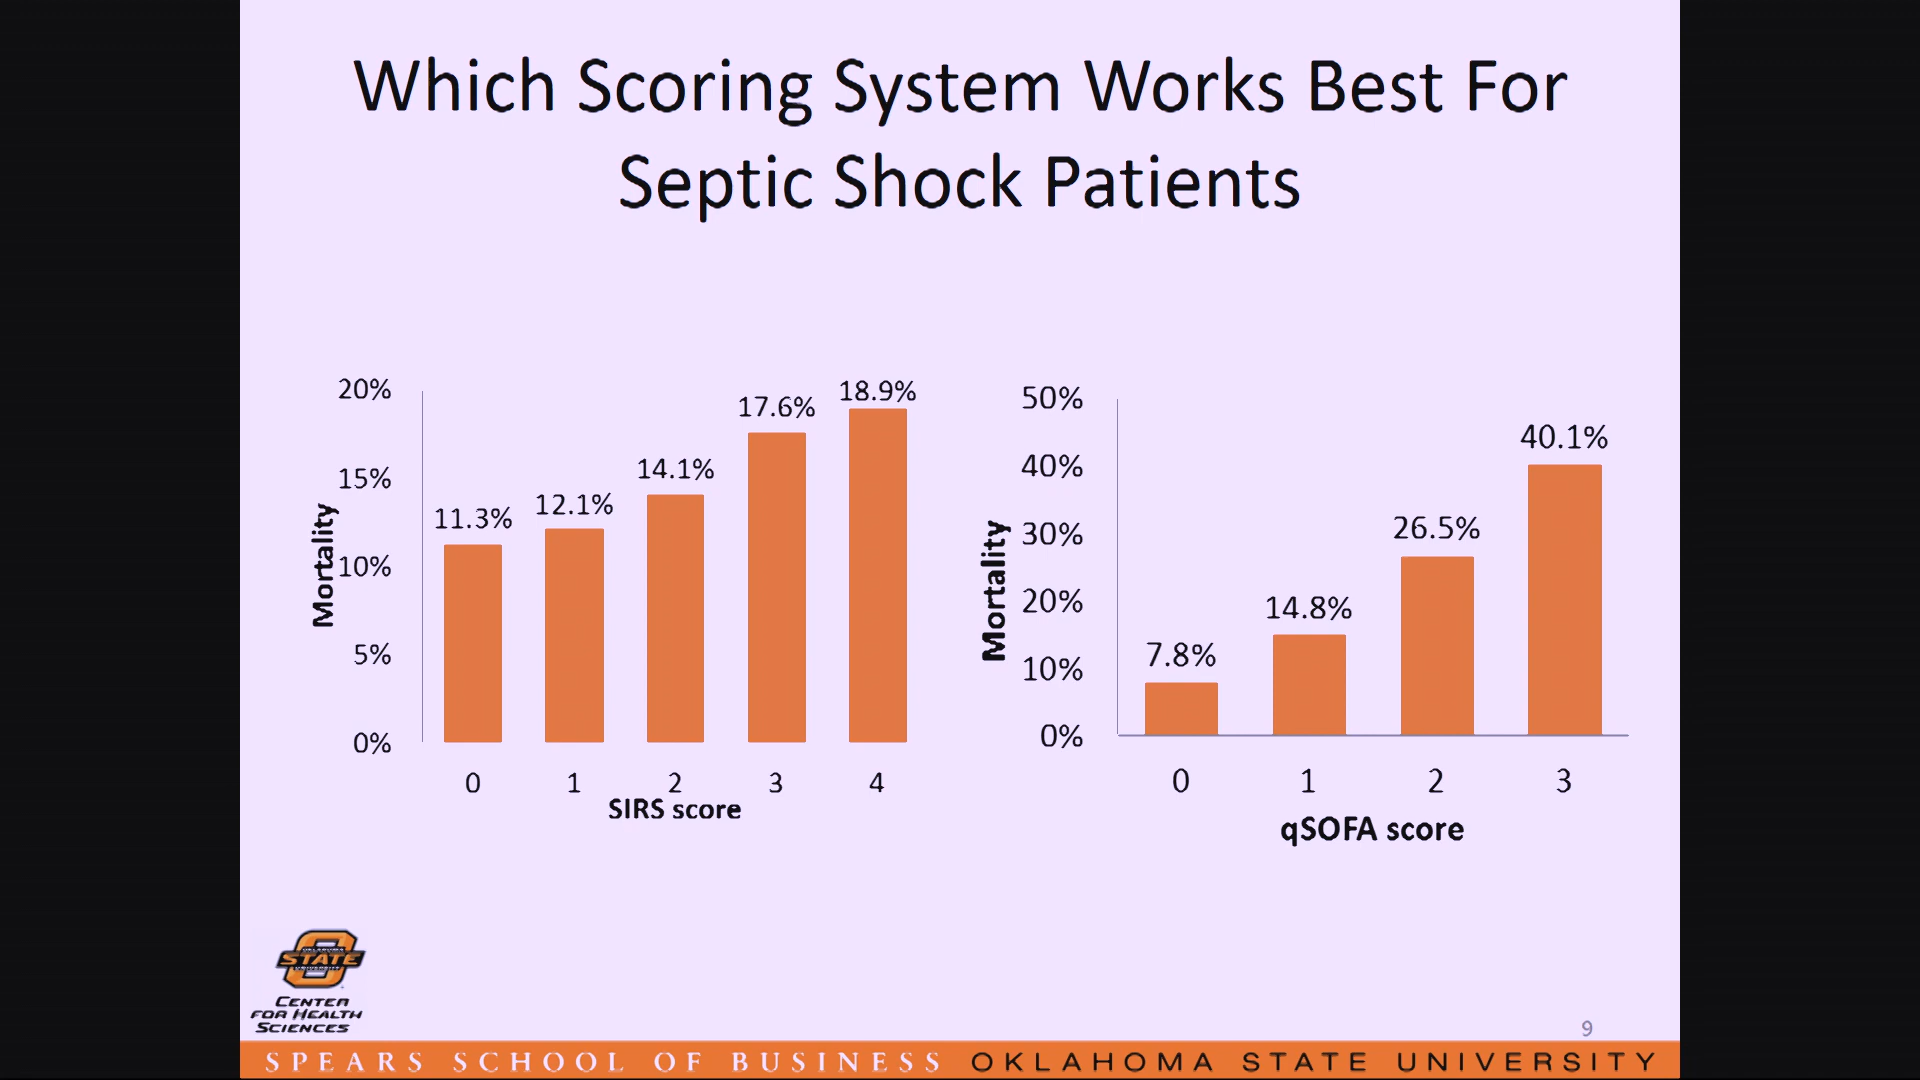 Which Scoring System Works Best For
Septic Shock Patients
20%
15%
10%
5%
0%
Mortality
11.3%
12.1%
14.1%
17.6%
18.9%
0
1
2
3
4
SIRS score
50%
40%
30%
20%
10%
0%
Mortality
7.8%
14.8%
26.5%
40.1%
0
1
2
3
qSOFA score
OKLAHOMA
STATE
UNIVERSITY
CENTER
FOR HEALTH
SCIENCES
9
SPEARS SCHOOL OF BUSINESS OKLAHOMA STATE UNIVERSITY